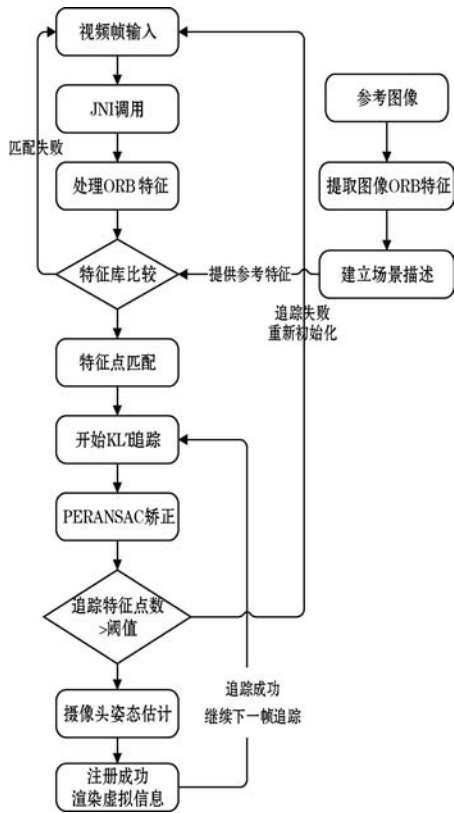 视频帧输入
JNI调用
参考图像
匹配失败
处理ORB 特征
提取图像ORB特征
特征库比较
提供参考特征
建立场景描述
追踪失败
重新初始化
特征点匹配
开始KLT追踪
PERANSAC矫正
追踪特征点数
>阈值
追踪成功
继续下一帧追踪
摄像头姿态估计
注册成功
渲染虚拟信息